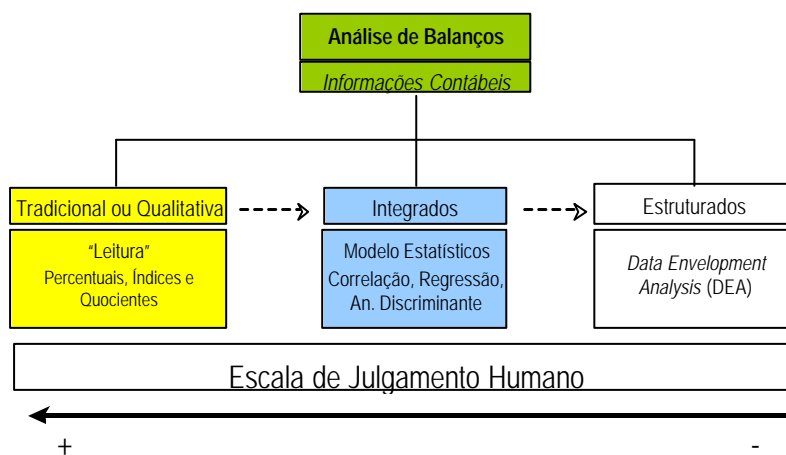 Análise de Balanços
Informações Contábeis
Tradicional ou Qualitativa
"Leitura"
Percentuais, Índices e
Quocientes
Integrados
Modelo Estatísticos
Correlação, Regressão,
An. Discriminante
Estruturados
Data Envelopment
Analysis (DEA)
Escala de Julgamento Humano
+
-